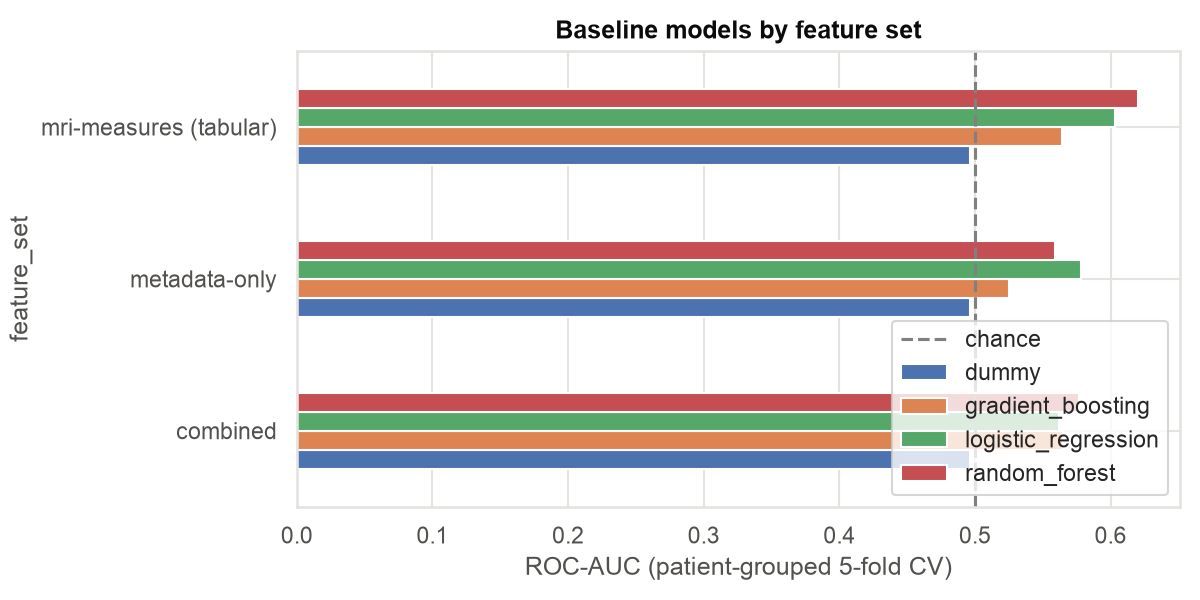 Baseline models by feature set
feature_set
mri-measures (tabular)
metadata-only
combined
chance
dummy
gradient_boosting
logistic_regression
random_forest
0.0 0.1 0.2 0.3 0.4 0.5 0.6
ROC-AUC (patient-grouped 5-fold CV)